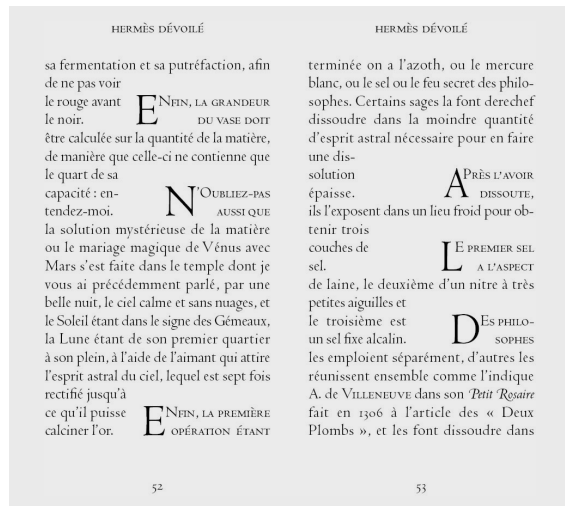 HERMÈS DÉVOILÉ
sa fermentation et sa putréfaction, afin
de ne pas voir
le rouge avant
le noir.
ENFIN, LA GRANDEUR
DU VASE DOIT
être calculée sur la quantité de la matière,
de manière que celle-ci ne contienne que
le quart de sa
capacité : en-
tendez-moi.
N'OUBLIEZ-PAS
AUSSI QUE
la solution mystérieuse de la matière
ou le mariage magique de Vénus avec
Mars s'est faite dans le temple dont je
vous ai précédemment parlé, par une
belle nuit, le ciel calme et sans nuages, et
le Soleil étant dans le signe des Gémeaux,
la Lune étant de son premier quartier
à son plein, à l'aide de l'aimant qui attire
l'esprit astral du ciel, lequel est sept fois
rectifié jusqu'à
ce qu'il puisse
calciner l'or.
ENFIN, LA PREMIÈRE
OPÉRATION ÉTANT
52
HERMÈS DÉVOILÉ
terminée on a l'azoth, ou le mercure
blanc, ou le sel ou le feu secret des philo-
sophes. Certains sages la font derechef
dissoudre dans la moindre quantité
d'esprit astral nécessaire pour en faire
une dis-
solution
épaisse.
APRÈS L'AVOIR
DISSOUTE,
ils l'exposent dans un lieu froid pour ob-
tenir trois
couches de
sel.
LE PREMIER SEL
A L'ASPECT
de laine, le deuxième d'un nitre à très
petites aiguilles et
le troisième est
un sel fixe alcalin.
DES PHILO-
SOPHES
les emploient séparément, d'autres les
réunissent ensemble comme l'indique
A. de VILLENEUVE dans son Petit Rosaire
fait en 1306 à l'article des « Deux
Plombs », et les font dissoudre dans
53